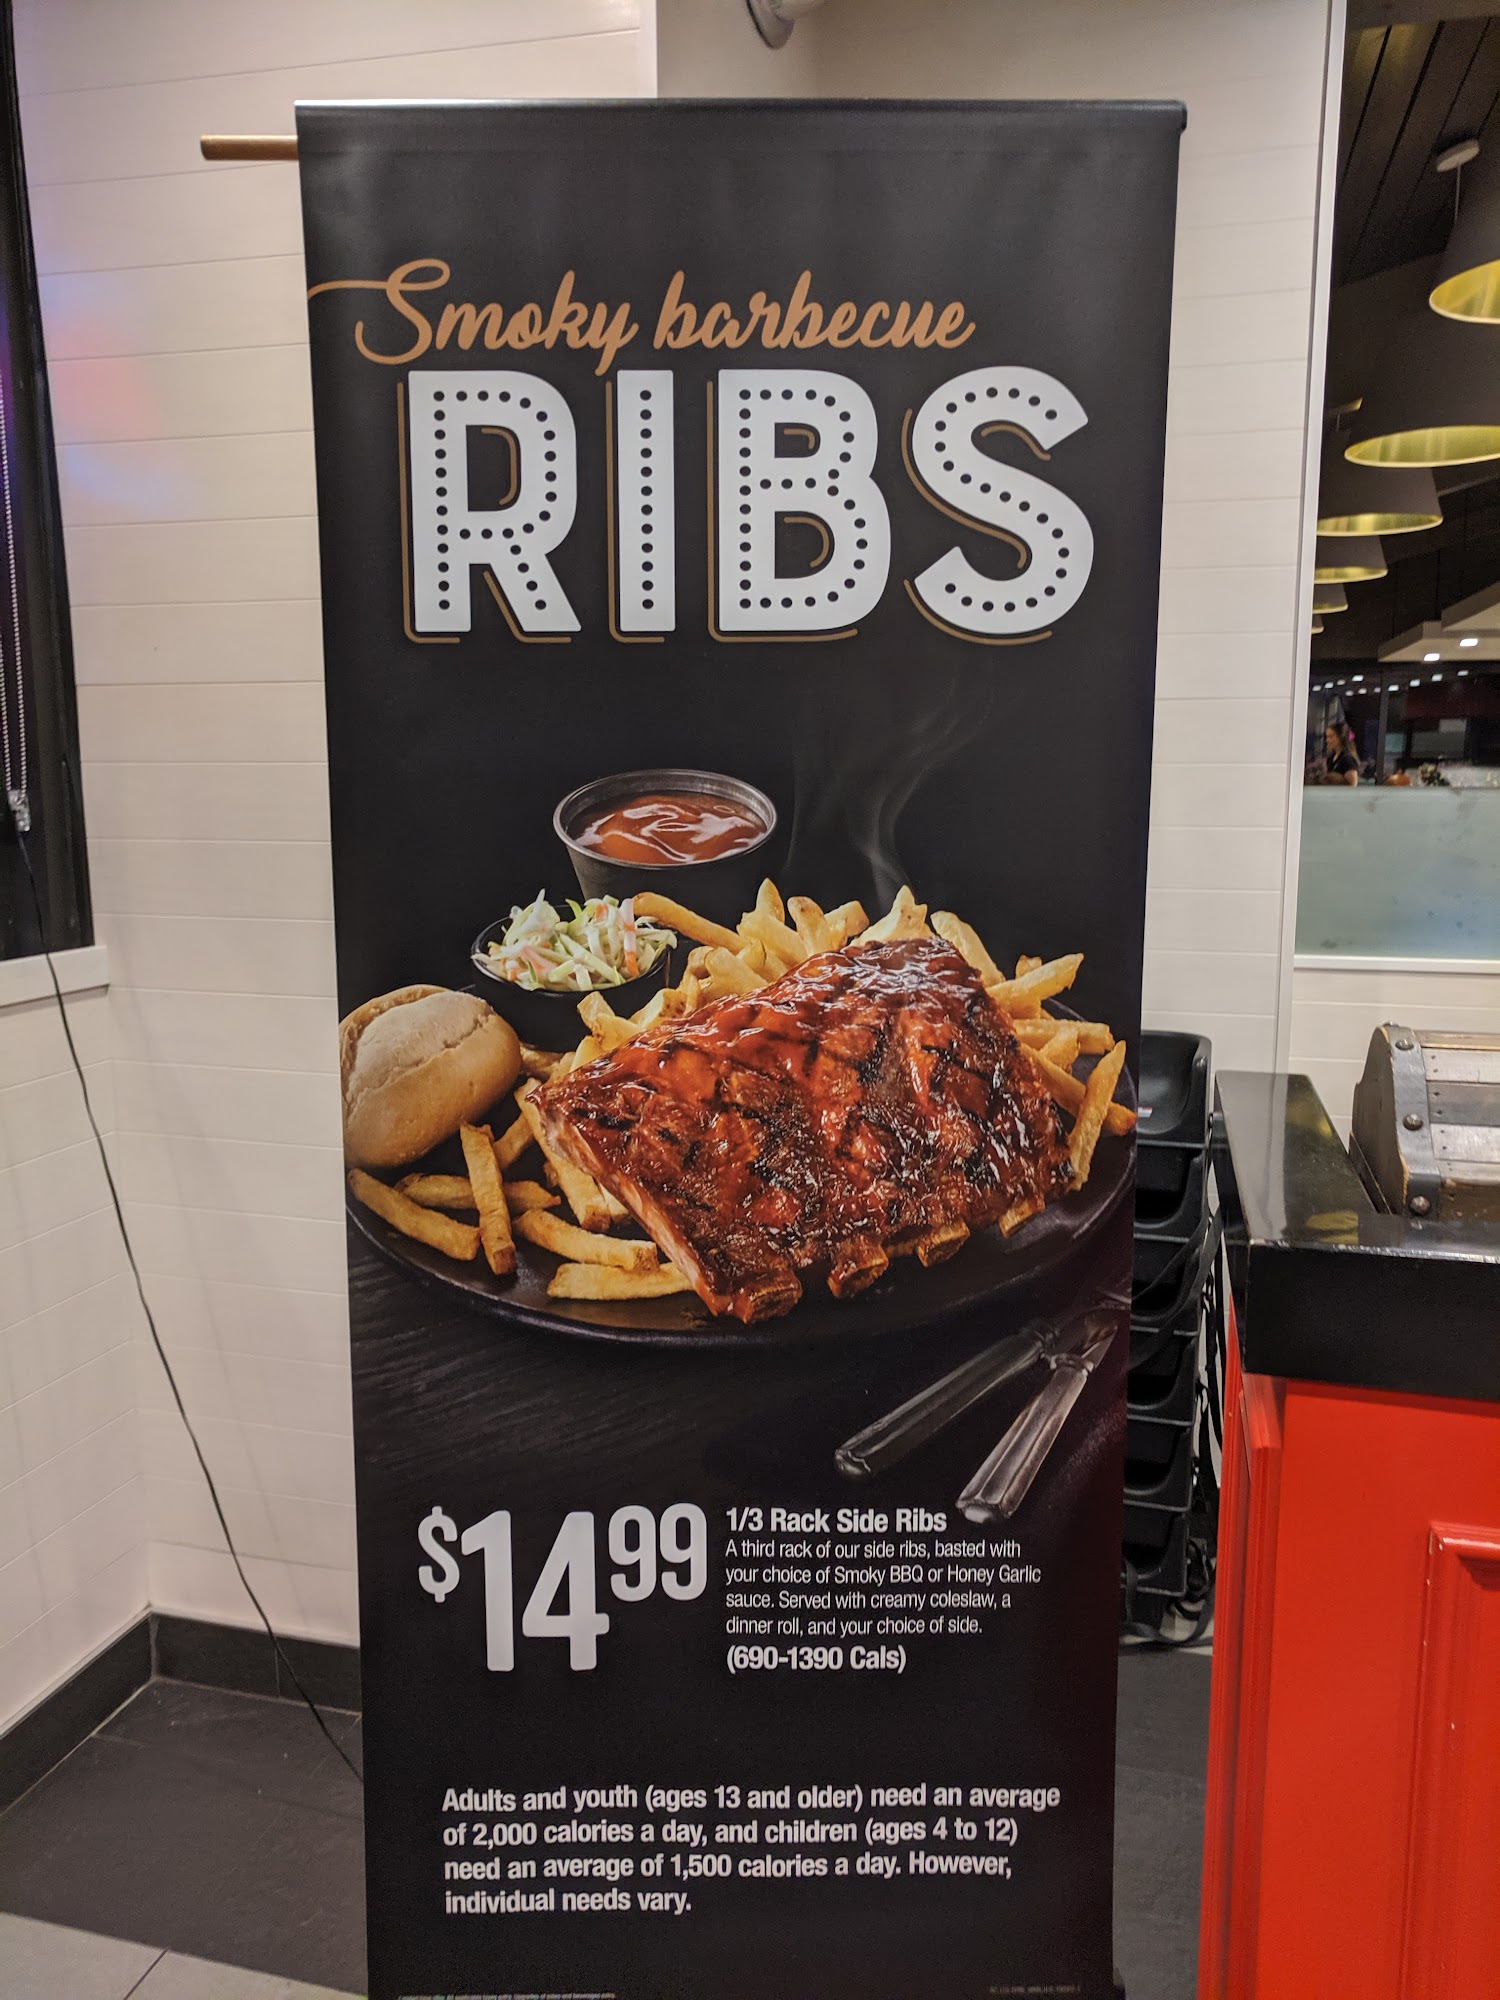 Smoky barbecue
RIBS
$14 99
1/3 Rack Side Ribs
A third rack of our side ribs, basted with
your choice of Smoky BBQ or Honey Garlic
sauce. Served with creamy coleslaw, a
dinner roll, and your choice of side.
(690-1390 Cals)
Adults and youth (ages 13 and older) need an average
of 2,000 calories a day, and children (ages 4 to 12)
need an average of 1,500 calories a day. However,
individual needs vary.